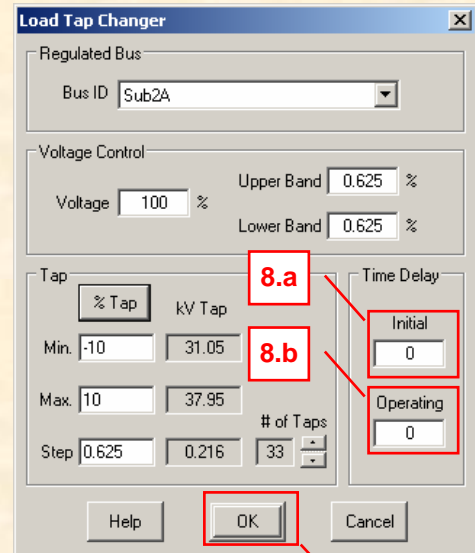 Load Tap Changer
Regulated Bus
Bus ID Sub2A
Voltage Control
Voltage 100 %
Upper Band 0.625 %
Lower Band 0.625 %
Tap
% Tap kV Tap
Min. -10 31.05
Max. 10 37.95
# of Taps
Step 0.625 0.216 33
8.a
8.b
Time Delay
Initial
0
Operating
0
Help OK Cancel